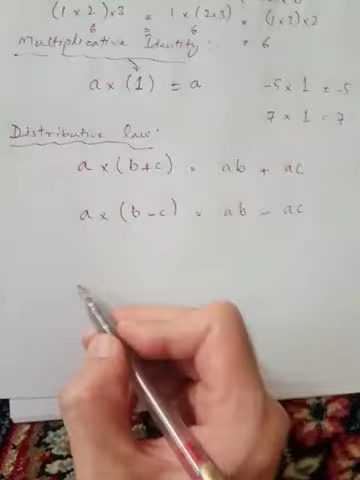 (1 x 2) x 3 = 1 x (2 x 3) = (1 x 3) x 2
6 = 6 = 6
Multiplicative Identity:
a x (1) = a
-5 x 1 = -5
7 x 1 = 7
Distributive law:
a x (b+c) = ab + ac
a x (b-c) = ab - ac